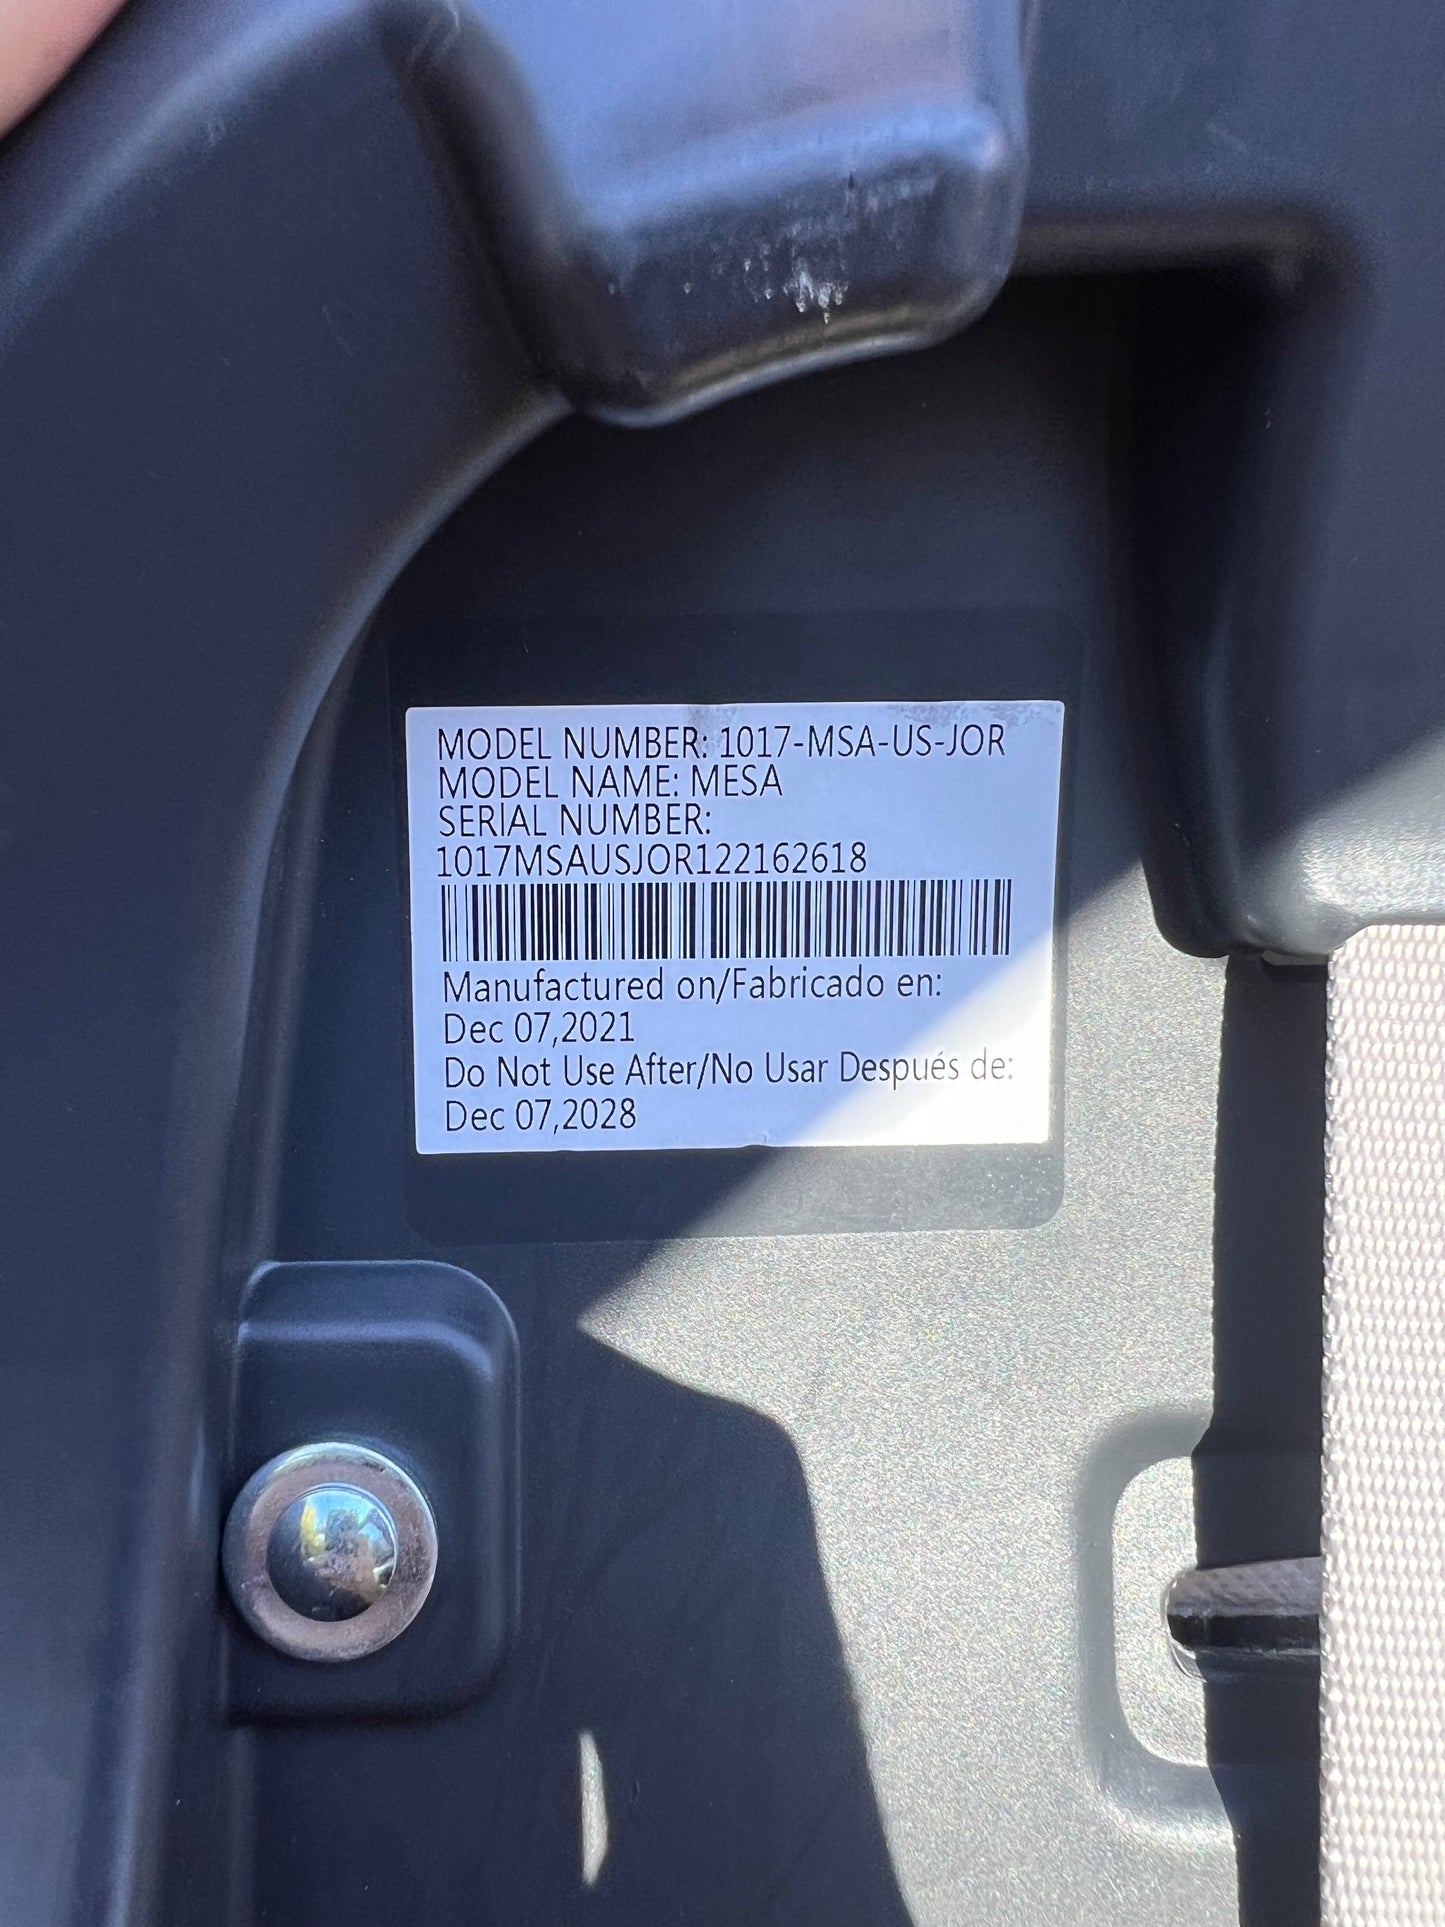 MODEL NUMBER: 1017-MSA-US-JOR
MODEL NAME: MESA
SERIAL NUMBER:
1017MSAUSJOR122162618
Manufactured on/Fabricado en:
Dec 07,2021
Do Not Use After/No Usar Después de:
Dec 07,2028